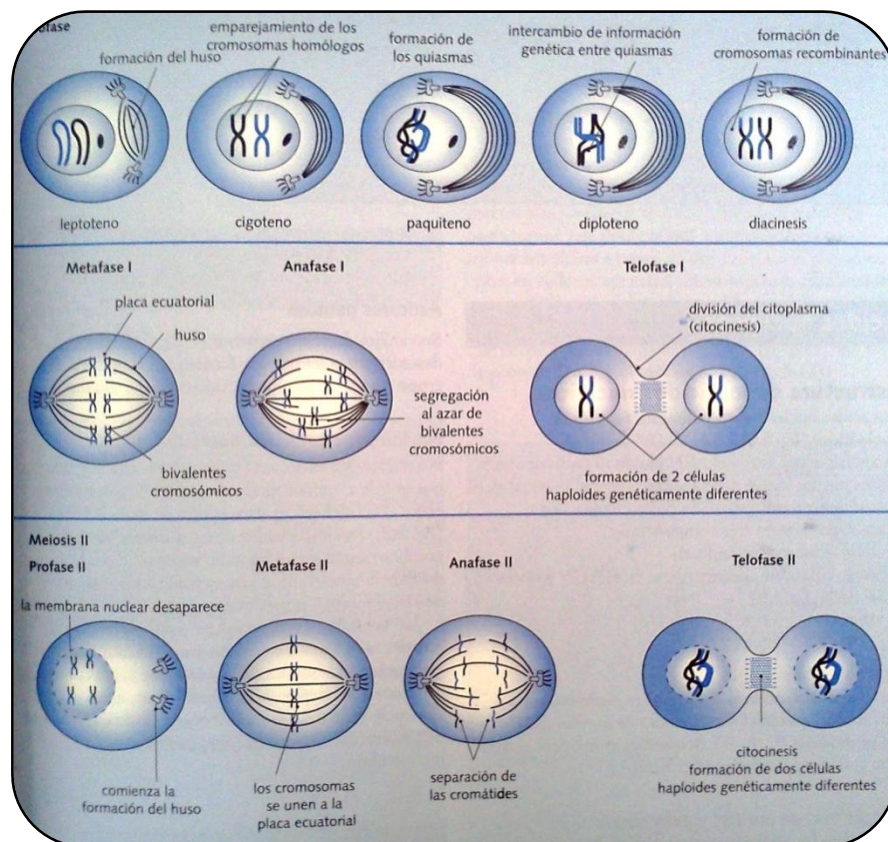 emparejamiento de los
cromosomas homólogos
formación del huso
formación de
los quiasmas
intercambio de información
genética entre quiasmas
formación de
cromosomas recombinantes
leptoteno
cigoteno
paquiteno
diploteno
diacinesis
Metafase I
Anafase I
Telofase I
placa ecuatorial
huso
bivalentes
cromosómicos
segregación
al azar de
bivalentes
cromosómicos
división del citoplasma
(citocinesis)
formación de 2 células
haploides genéticamente diferentes
Meiosis II
Profase II
Metafase II
Anafase II
Telofase II
la membrana nuclear desaparece
comienza la
formación del huso
los cromosomas
se unen a la
placa ecuatorial
separación de
las cromátides
citocinesis
formación de dos células
haploides genéticamente diferentes